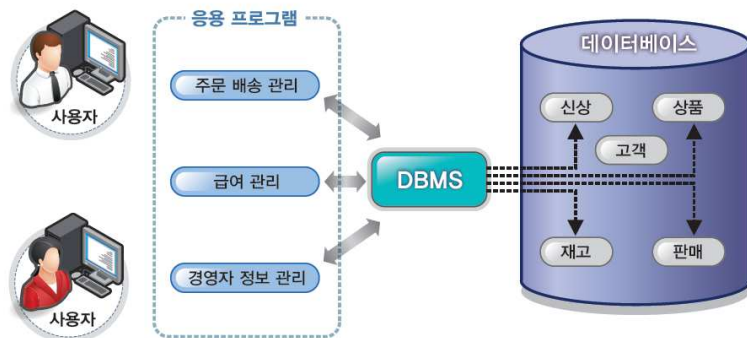 응용 프로그램
사용자
주문 배송 관리
급여 관리
경영자 정보 관리
사용자
DBMS
데이터베이스
신상
상품
고객
재고
판매